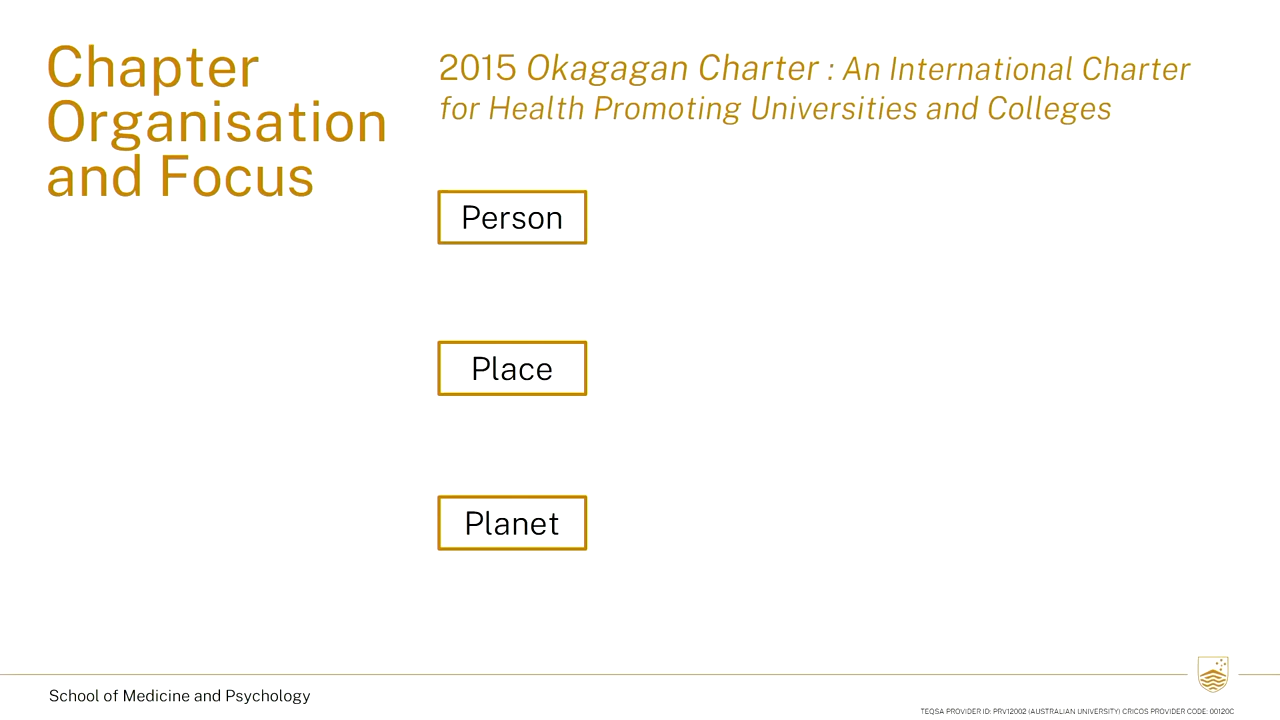 Chapter
Organisation
and Focus
2015 Okagagan Charter : An International Charter
for Health Promoting Universities and Colleges
Person
Place
Planet
School of Medicine and Psychology
TEQSA PROVIDER ID: PRV12002 (AUSTRALIAN UNIVERSITY) CRICOS PROVIDER CODE: 00120C